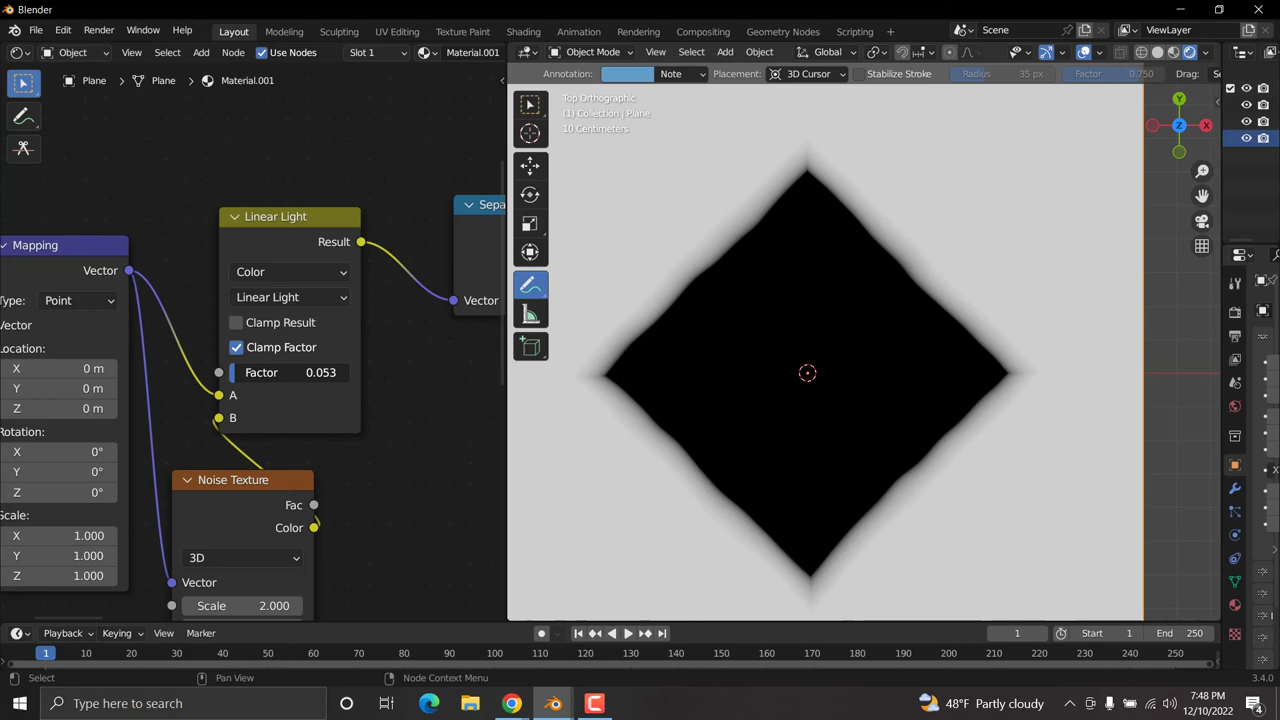 Blender
File Edit Render Window Help Layout Modeling Sculpting UV Editing Texture Paint Shading Animation Rendering Compositing Geometry Nodes Scripting Scene ViewLayer
Object View Select Add Node Use Nodes Slot 1 Material.001 Object Mode View Select Add Object Global
Annotation: Note Placement: 3D Cursor Stabilize Stroke Radius 35 px Factor 0.750 Drag:
Plane Plane Material.001
Top Orthographic
(1) Collection | Plane
10 Centimeters
Y
Z X
Linear Light
Result
Color
Linear Light
Clamp Result
Clamp Factor
Factor 0.053
A
B
Sepa
Vector
Mapping
Vector
Type: Point
Vector
Location:
X 0 m
Y 0 m
Z 0 m
Rotation:
X 0°
Y 0°
Z 0°
Scale:
X 1.000
Y 1.000
Z 1.000
Noise Texture
Fac
Color
3D
Vector
Scale 2.000
Playback Keying View Marker 1 Start 1 End 250
1 10 20 30 40 50 60 70 80 90 100 110 120 130 140 150 160 170 180 190 200 210 220 230 240 250
Select Pan View Node Context Menu 3.4.0
Type here to search 48°F Partly cloudy 7:48 PM
12/10/2022 4